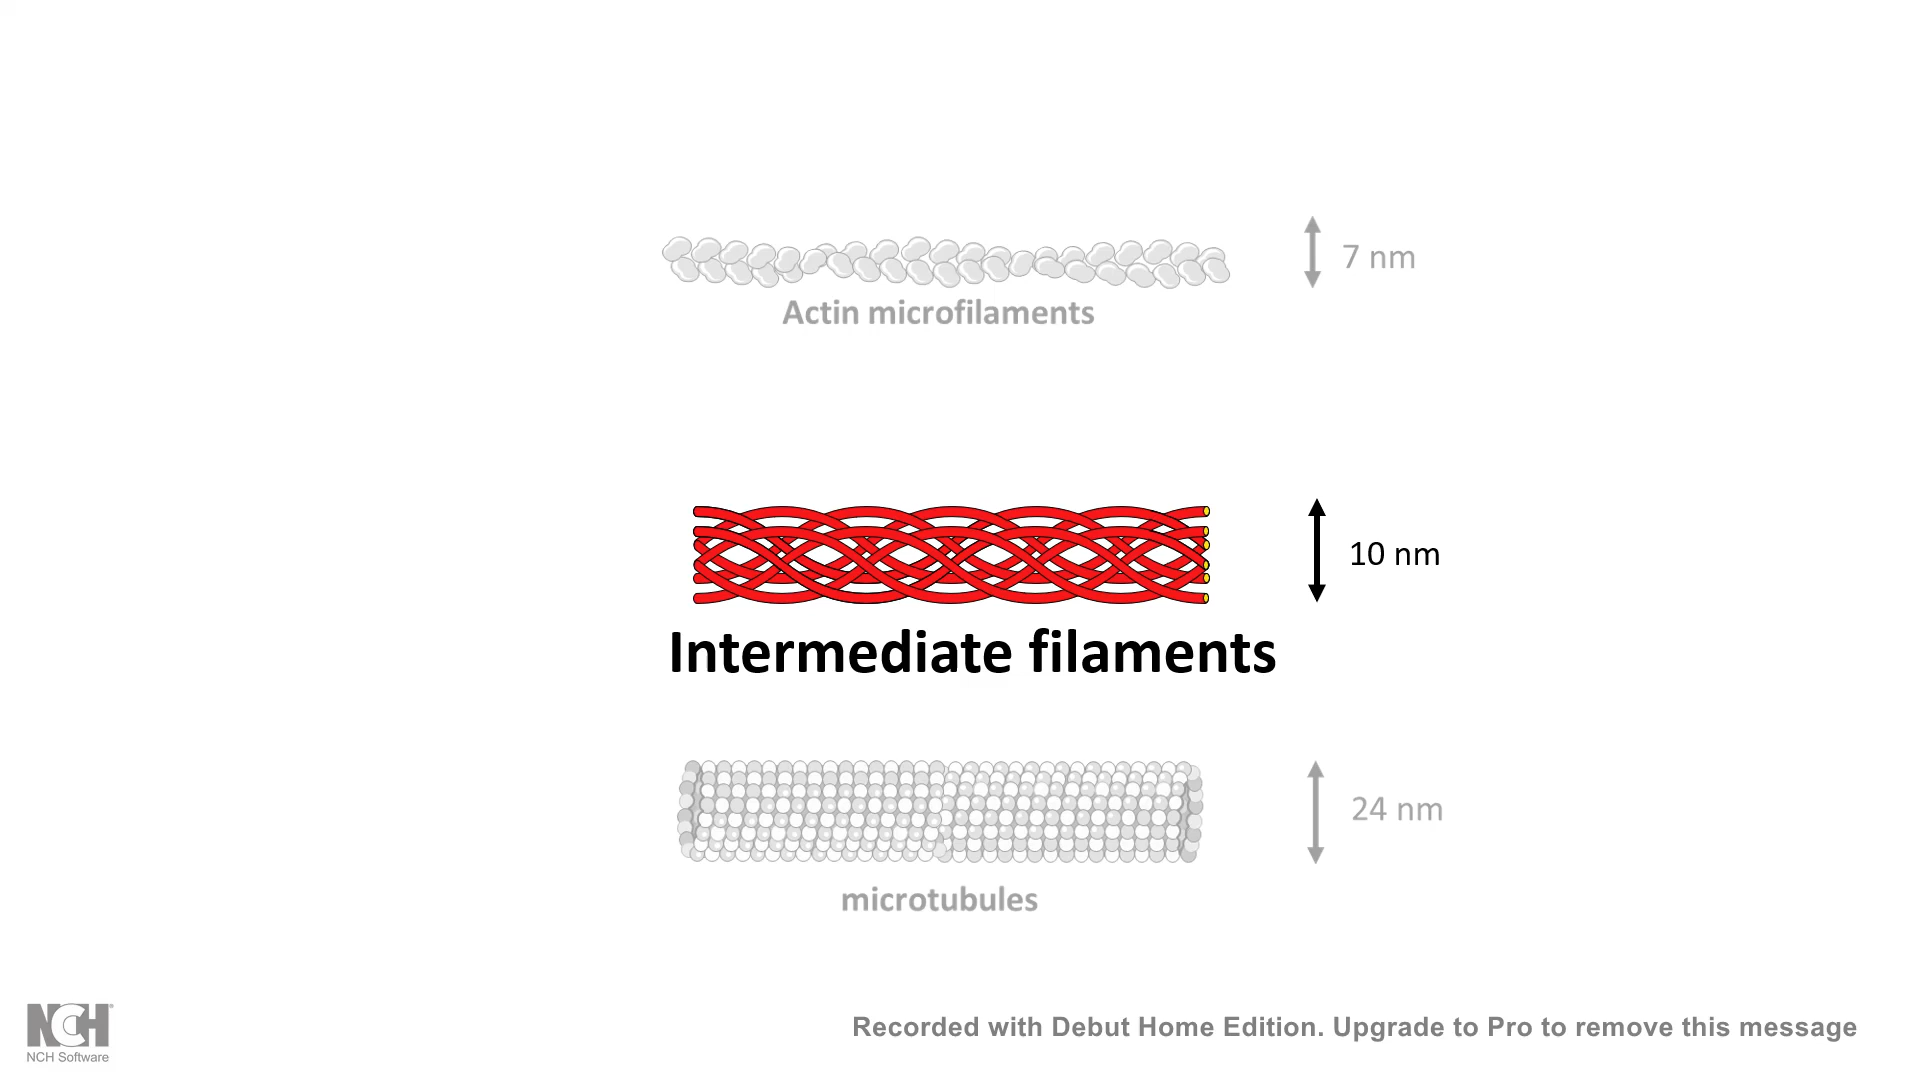 7 nm
Actin microfilaments
10 nm
Intermediate filaments
24 nm
microtubules
NCH
NCH Software
Recorded with Debut Home Edition. Upgrade to Pro to remove this message